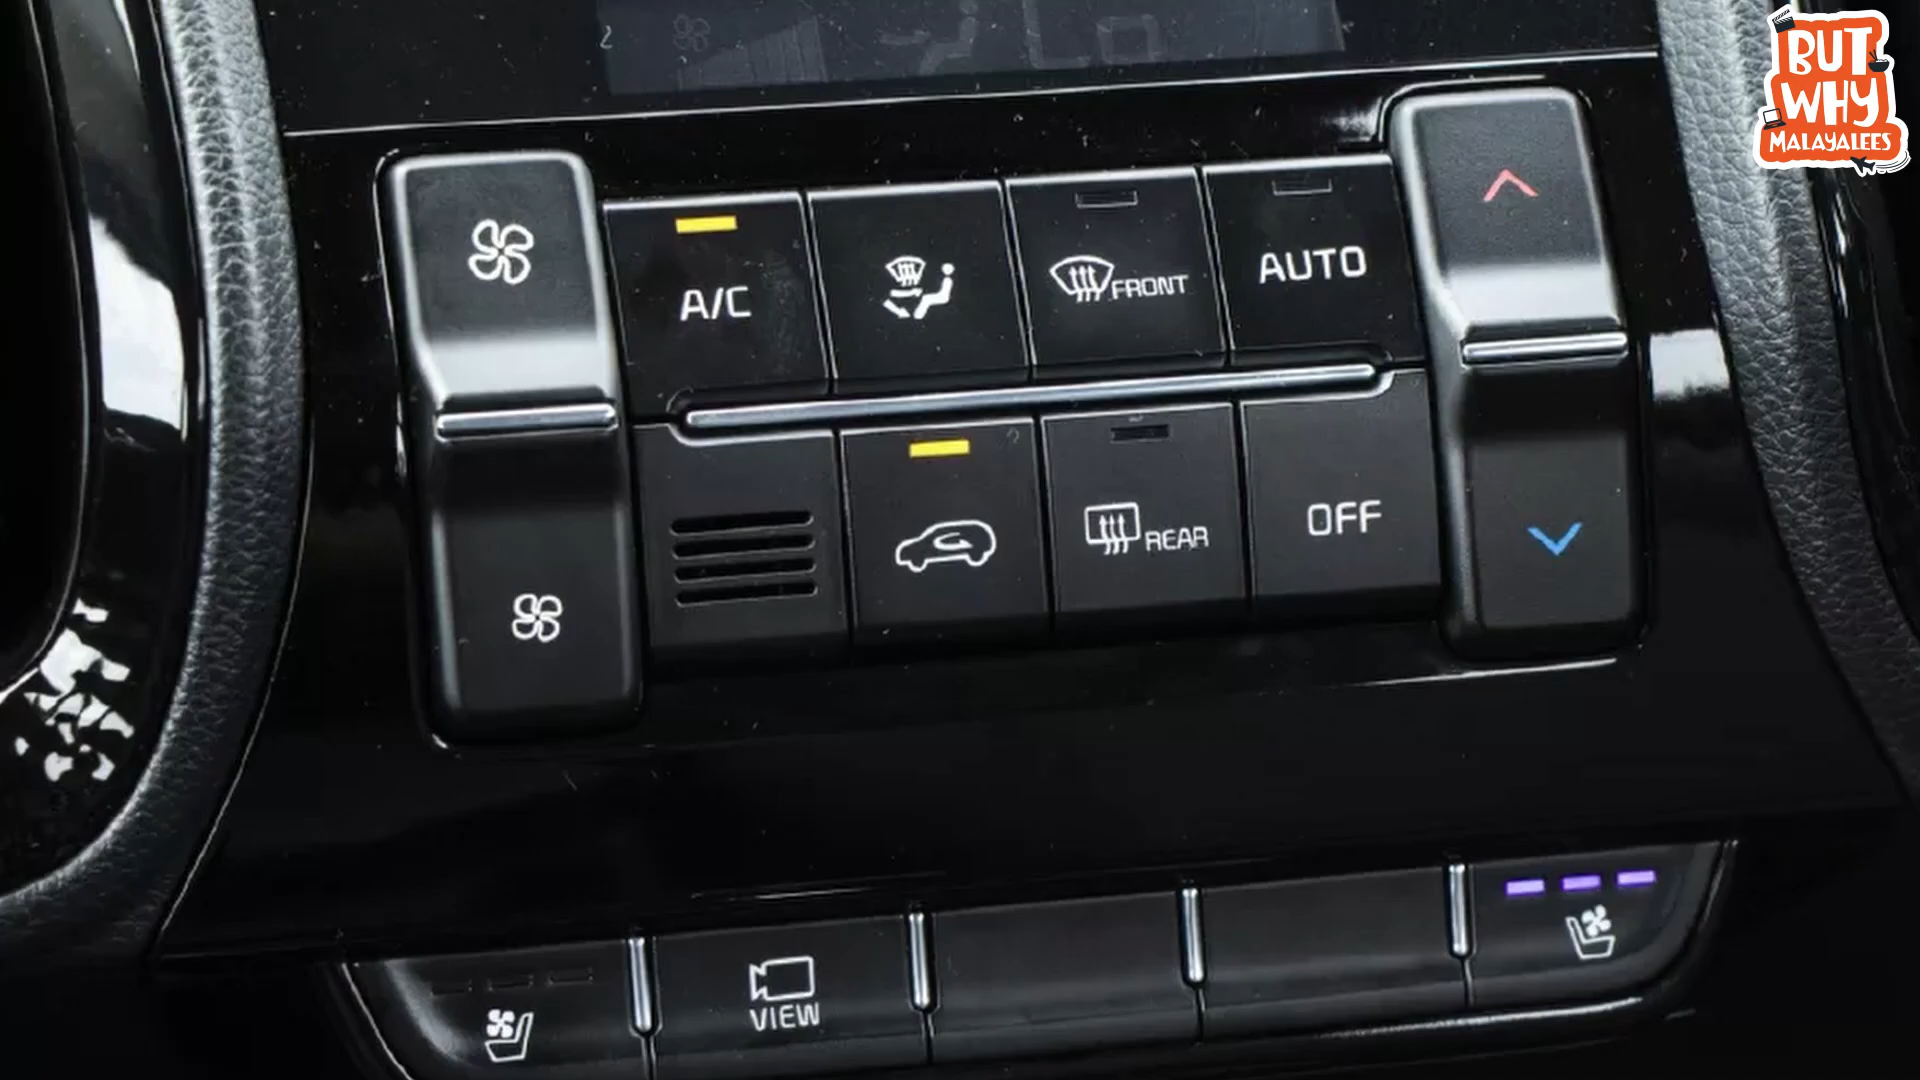 BUT
WHY
MALAYALEES
A/C
FRONT
AUTO
REAR
OFF
VIEW